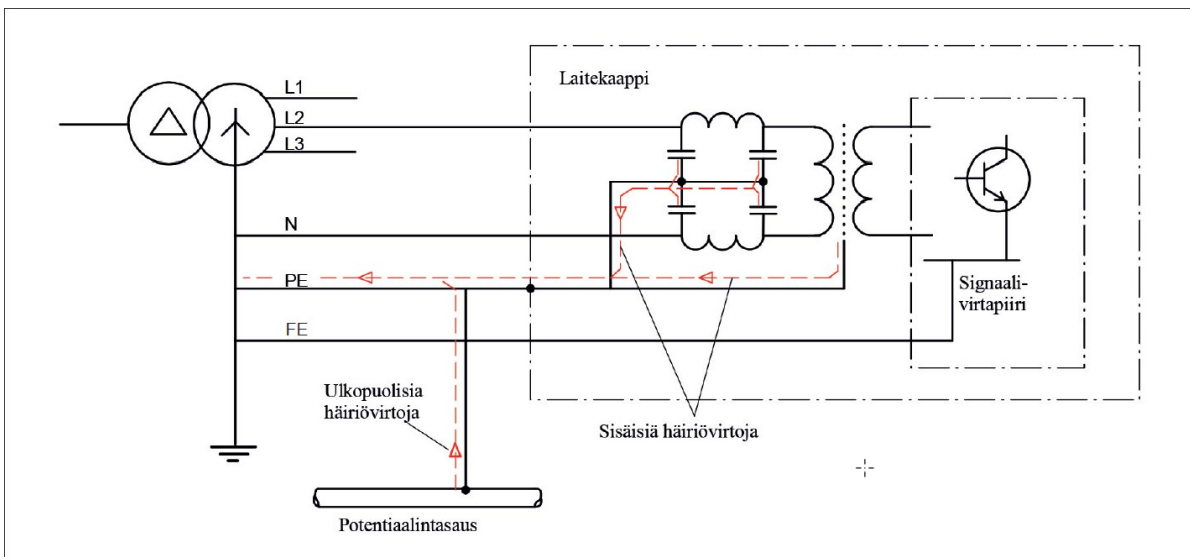 Laitekaappi
L1
L2
L3
N
PE
FE
Signaali-
virtapiiri
Ulkopuolisia
häiriövirtoja
Sisäisiä häiriövirtoja
Potentiaalintasaus